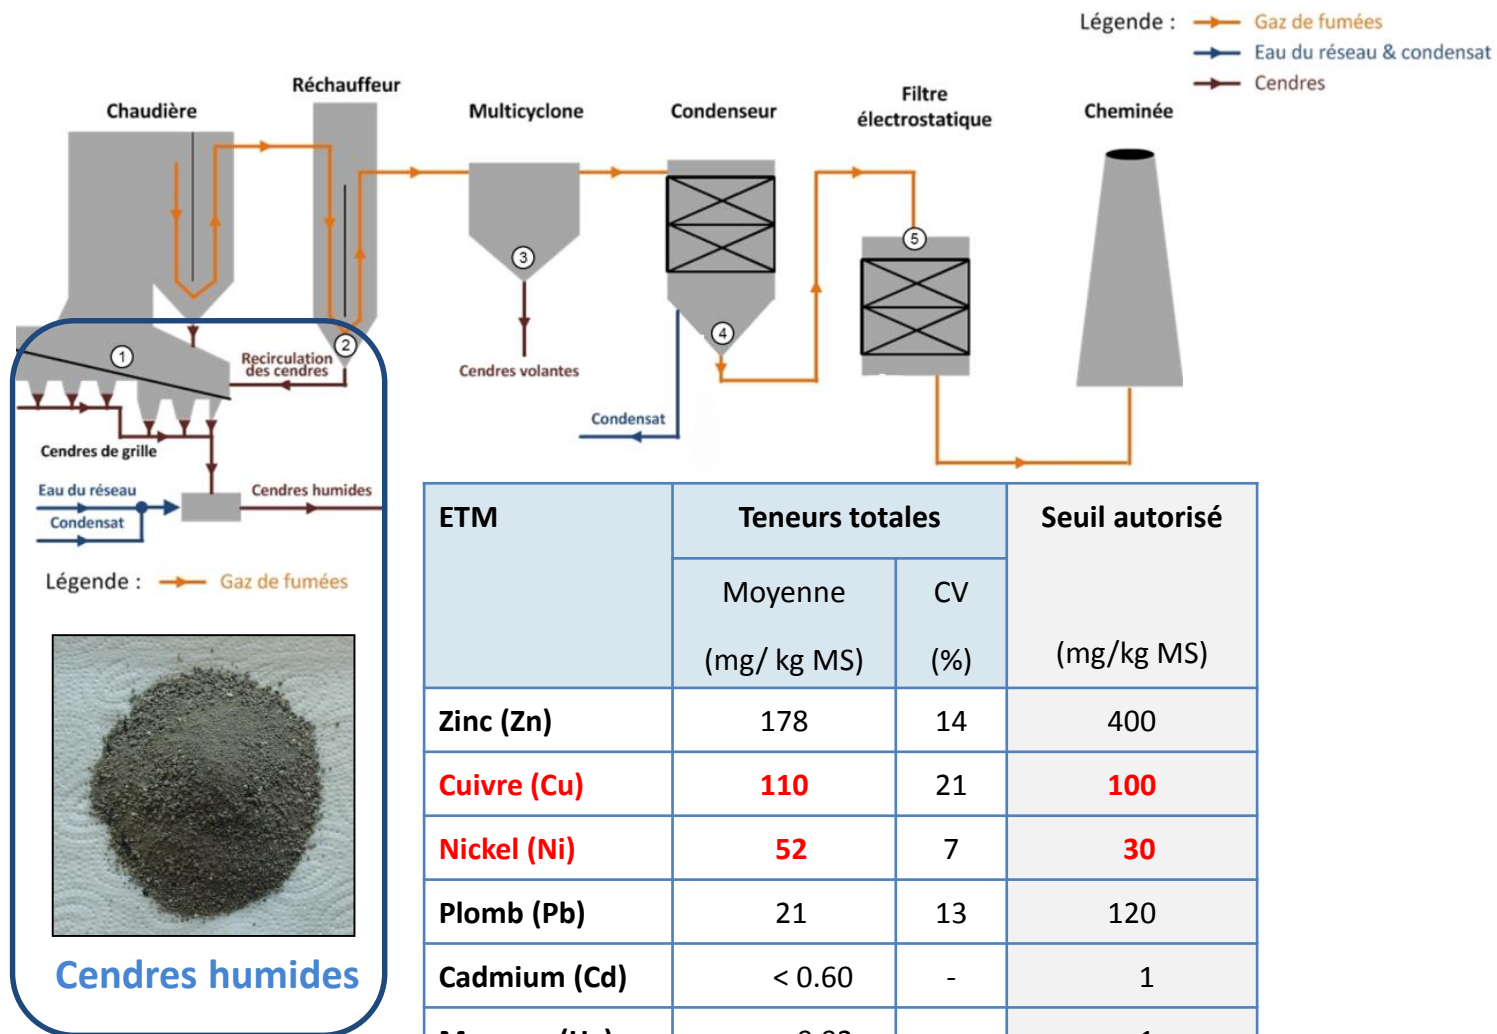 Légende :
Gaz de fumées
Eau du réseau & condensat
Cendres
Chaudière
Réchauffeur
Multicyclone
Condenseur
Filtre
électrostatique
Cheminée
1
2
3
4
5
Recirculation
des cendres
Cendres volantes
Condensat
Cendres de grille
Eau du réseau
Condensat
Cendres humides
Légende :
Gaz de fumées
Cendres humides
ETM Teneurs totales Seuil autorisé
Moyenne CV
(mg/ kg MS) (%) (mg/kg MS)
Zinc (Zn) 178 14 400
Cuivre (Cu) 110 21 100
Nickel (Ni) 52 7 30
Plomb (Pb) 21 13 120
Cadmium (Cd) < 0.60 - 1